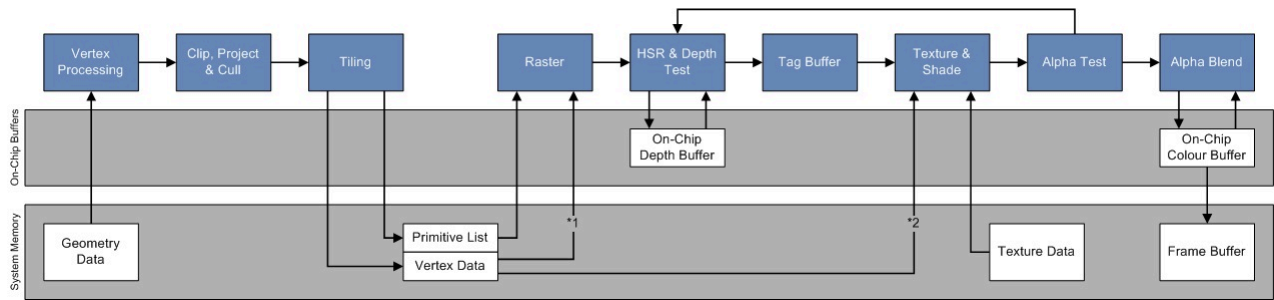 Vertex
Processing
Clip, Project
& Cull
Tiling
Raster
HSR & Depth
Test
Tag Buffer
Texture &
Shade
Alpha Test
Alpha Blend
On-Chip Buffers
On-Chip
Depth Buffer
On-Chip
Colour Buffer
System Memory
Geometry
Data
Primitive List
Vertex Data
*1
*2
Texture Data
Frame Buffer